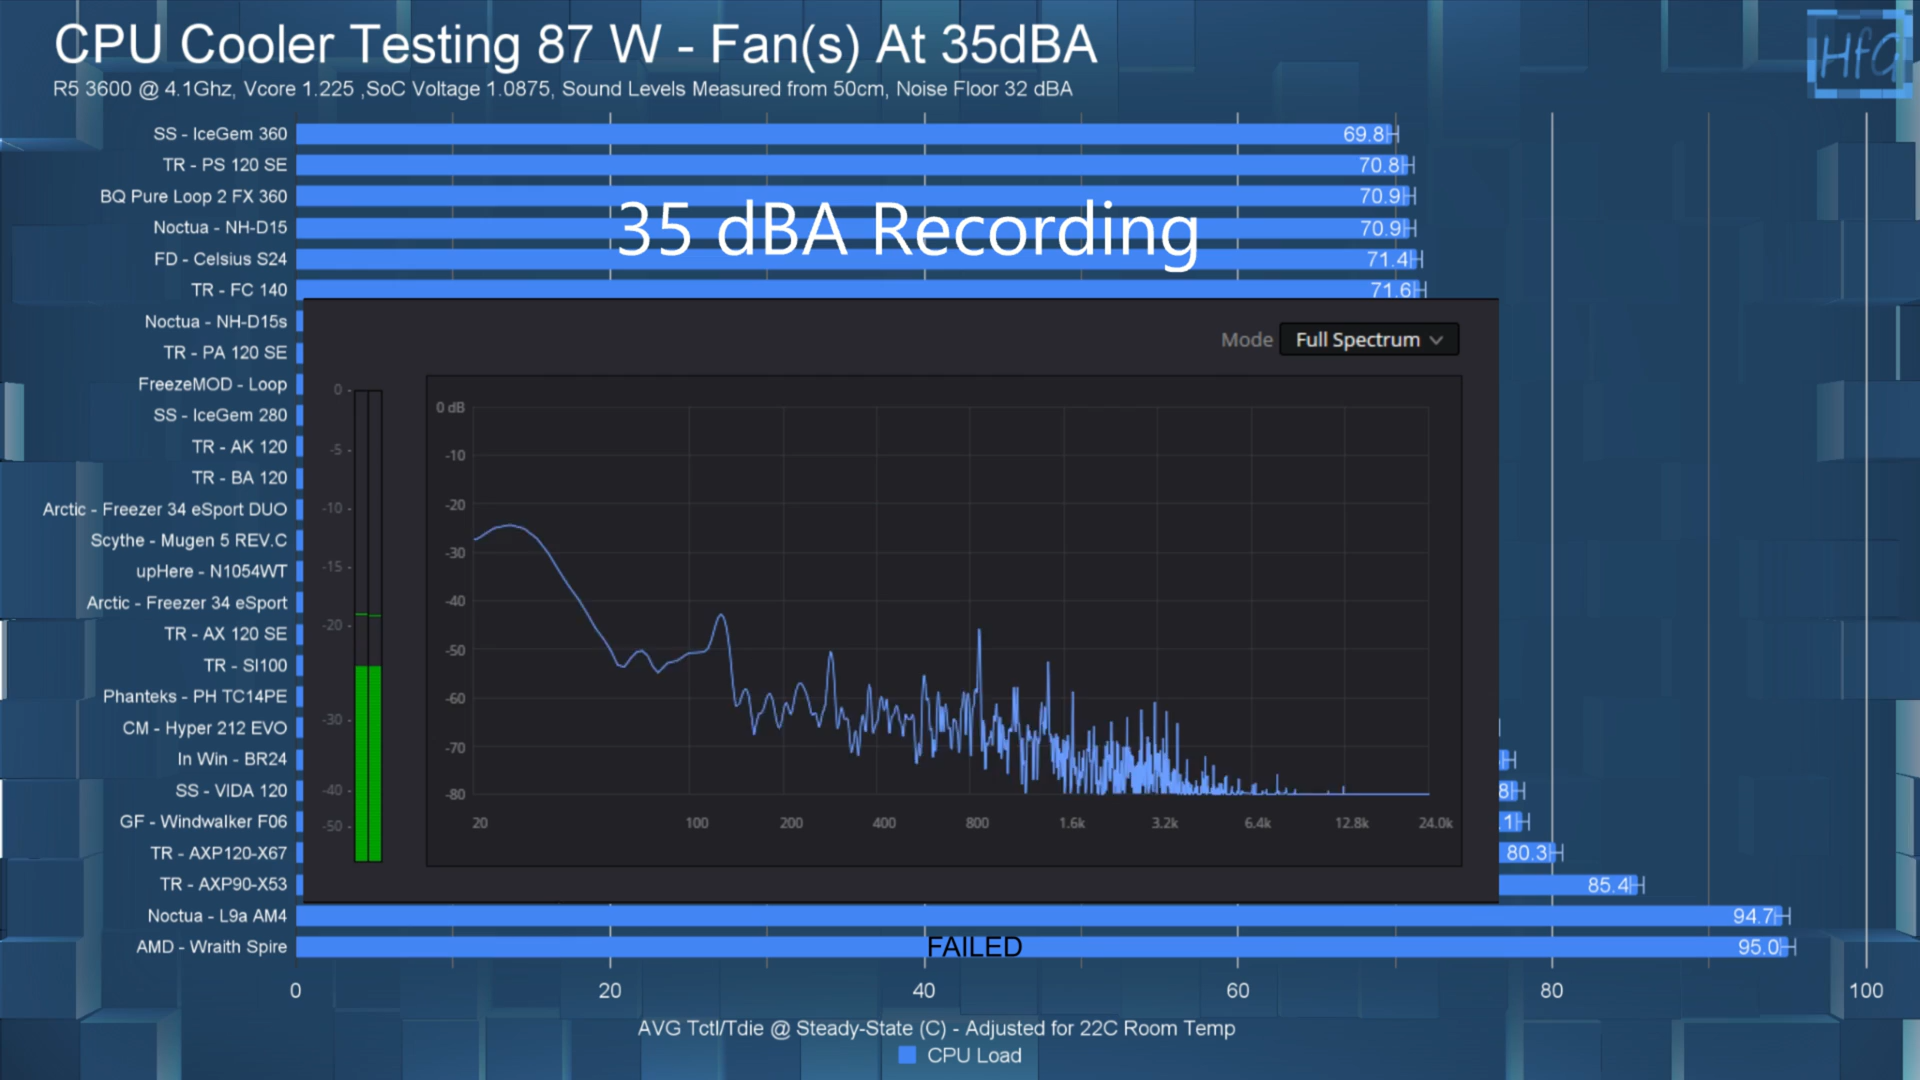 CPU Cooler Testing 87 W - Fan(s) At 35dBA
HfG
R5 3600 @ 4.1Ghz, Vcore 1.225 ,SoC Voltage 1.0875, Sound Levels Measured from 50cm, Noise Floor 32 dBA
SS - IceGem 360 69.8
TR - PS 120 SE 70.8
BQ Pure Loop 2 FX 360 70.9
Noctua - NH-D15 70.9
35 dBA Recording
FD - Celsius S24 71.4
TR - FC 140 71.6
Noctua - NH-D15s
Mode Full Spectrum
TR - PA 120 SE
FreezeMOD - Loop
SS - IceGem 280
TR - AK 120
TR - BA 120
Arctic - Freezer 34 eSport DUO
Scythe - Mugen 5 REV.C
upHere - N1054WT
Arctic - Freezer 34 eSport
TR - AX 120 SE
TR - SI100
Phanteks - PH TC14PE
CM - Hyper 212 EVO
In Win - BR24
SS - VIDA 120 8
GF - Windwalker F06 .1
TR - AXP120-X67 80.3
TR - AXP90-X53 85.4
Noctua - L9a AM4 94.7
AMD - Wraith Spire FAILED 95.0
0
-5
-10
-15
-20
-30
-40
-50
0 dB
-10
-20
-30
-40
-50
-60
-70
-80
20 100 200 400 800 1.6k 3.2k 6.4k 12.8k 24.0k
0 20 40 60 80 100
AVG Tctl/Tdie @ Steady-State (C) - Adjusted for 22C Room Temp
CPU Load